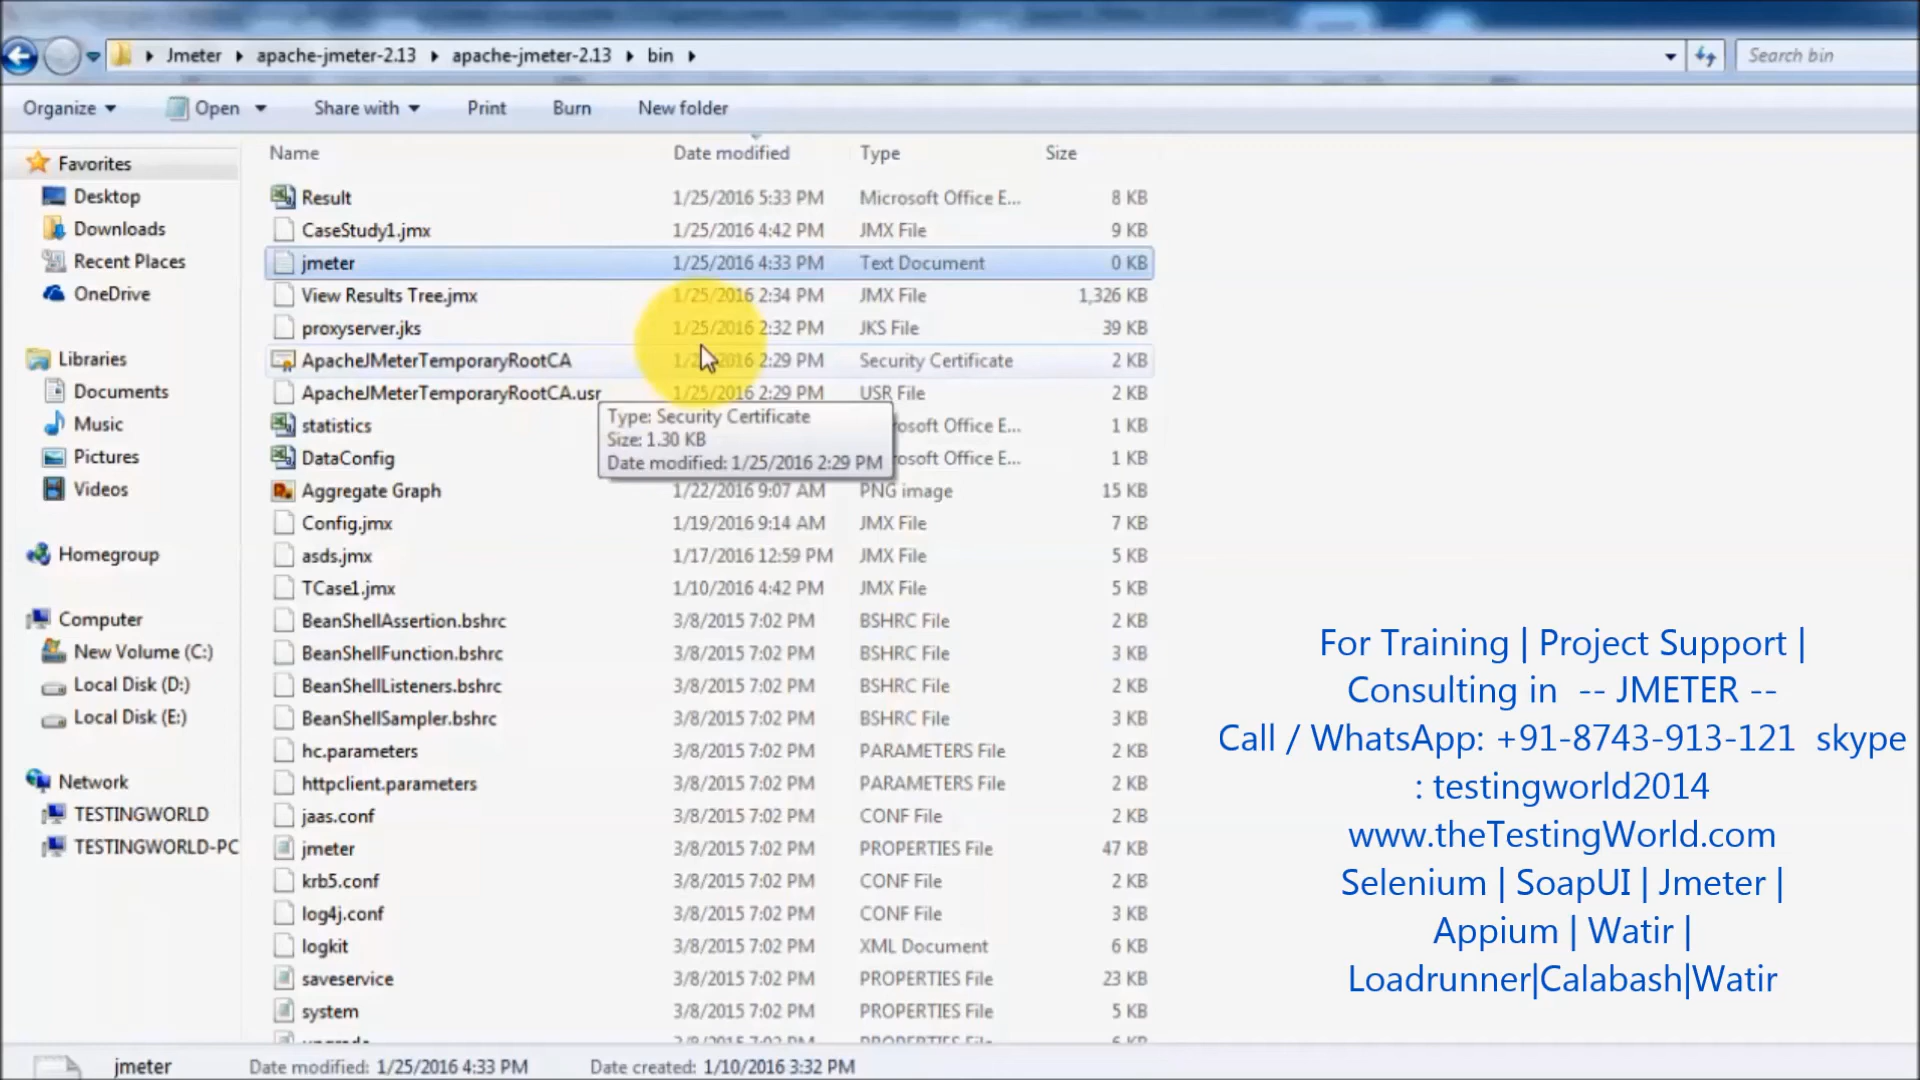 Jmeter apache-jmeter-2.13 apache-jmeter-2.13 bin Search bin
Organize Open Share with Print Burn New folder
Name Date modified Type Size
Favorites
Desktop
Downloads
Recent Places
OneDrive
Libraries
Documents
Music
Pictures
Videos
Homegroup
Computer
New Volume (C:)
Local Disk (D:)
Local Disk (E:)
Network
TESTINGWORLD
TESTINGWORLD-PC
Result 1/25/2016 5:33 PM Microsoft Office E... 8 KB
CaseStudy1.jmx 1/25/2016 4:42 PM JMX File 9 KB
jmeter 1/25/2016 4:33 PM Text Document 0 KB
View Results Tree.jmx 1/25/2016 2:34 PM JMX File 1,326 KB
proxyserver.jks 1/25/2016 2:32 PM JKS File 39 KB
ApacheJMeterTemporaryRootCA 2:29 PM Security Certificate 2 KB
ApacheJMeterTemporaryRootCA.usr 1/25/2016 2:29 PM USR File 2 KB
Type: Security Certificate
Size: 1.30 KB
Date modified: 1/25/2016 2:29 PM
statistics osoft Office E... 1 KB
DataConfig osoft Office E... 1 KB
Aggregate Graph 1/22/2016 9:07 AM PNG image 15 KB
Config.jmx 1/19/2016 9:14 AM JMX File 7 KB
asds.jmx 1/17/2016 12:59 PM JMX File 5 KB
TCase1.jmx 1/10/2016 4:42 PM JMX File 5 KB
BeanShellAssertion.bshrc 3/8/2015 7:02 PM BSHRC File 2 KB
BeanShellFunction.bshrc 3/8/2015 7:02 PM BSHRC File 3 KB
BeanShellListeners.bshrc 3/8/2015 7:02 PM BSHRC File 2 KB
BeanShellSampler.bshrc 3/8/2015 7:02 PM BSHRC File 3 KB
hc.parameters 3/8/2015 7:02 PM PARAMETERS File 2 KB
httpclient.parameters 3/8/2015 7:02 PM PARAMETERS File 2 KB
jaas.conf 3/8/2015 7:02 PM CONF File 2 KB
jmeter 3/8/2015 7:02 PM PROPERTIES File 47 KB
krb5.conf 3/8/2015 7:02 PM CONF File 2 KB
log4j.conf 3/8/2015 7:02 PM CONF File 3 KB
logkit 3/8/2015 7:02 PM XML Document 6 KB
saveservice 3/8/2015 7:02 PM PROPERTIES File 23 KB
system 3/8/2015 7:02 PM PROPERTIES File 5 KB
For Training | Project Support |
Consulting in -- JMETER --
Call / WhatsApp: +91-8743-913-121 skype
: testingworld2014
www.theTestingWorld.com
Selenium | SoapUI | Jmeter |
Appium | Watir |
Loadrunner|Calabash|Watir
jmeter Date modified: 1/25/2016 4:33 PM Date created: 1/10/2016 3:32 PM